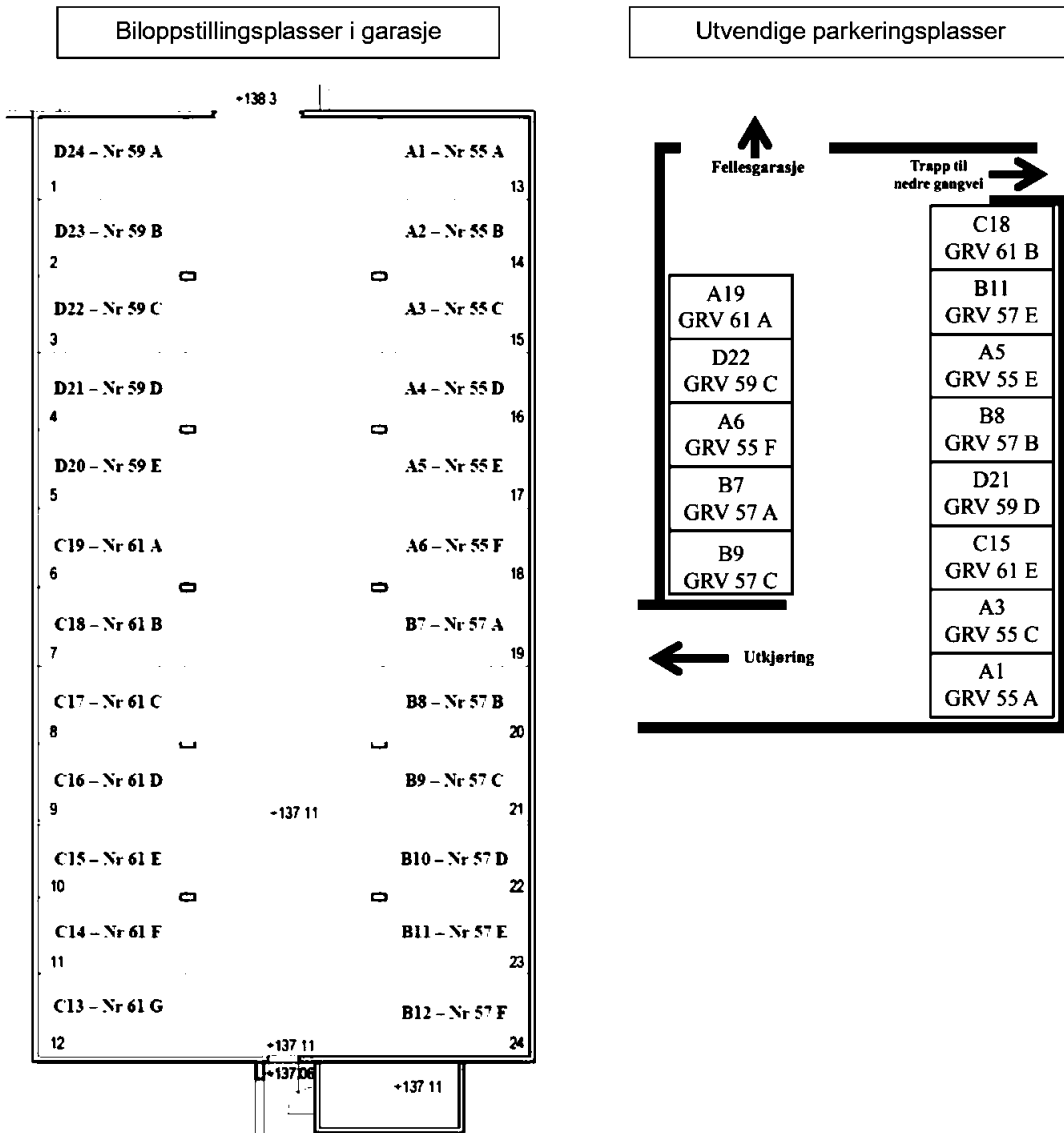 Biloppstillingsplasser i garasje
+138 3
D24 – Nr 59 A
1
D23 – Nr 59 B
2
D22 – Nr 59 C
3
D21 – Nr 59 D
4
D20 – Nr 59 E
5
C19 – Nr 61 A
6
C18 – Nr 61 B
7
C17 – Nr 61 C
8
C16 – Nr 61 D
9
C15 – Nr 61 E
10
C14 – Nr 61 F
11
C13 – Nr 61 G
12
A1 – Nr 55 A
13
A2 – Nr 55 B
14
A3 – Nr 55 C
15
A4 – Nr 55 D
16
A5 – Nr 55 E
17
A6 – Nr 55 F
18
B7 – Nr 57 A
19
B8 – Nr 57 B
20
B9 – Nr 57 C
21
B10 – Nr 57 D
22
B11 – Nr 57 E
23
B12 – Nr 57 F
24
+137 11
+137 11
+137 06
+137 11
Utvendige parkeringsplasser
Fellesgarasje
Trapp til
nedre gangvei
A19
GRV 61 A
D22
GRV 59 C
A6
GRV 55 F
B7
GRV 57 A
B9
GRV 57 C
C18
GRV 61 B
B11
GRV 57 E
A5
GRV 55 E
B8
GRV 57 B
D21
GRV 59 D
C15
GRV 61 E
A3
GRV 55 C
A1
GRV 55 A
Utkjøring